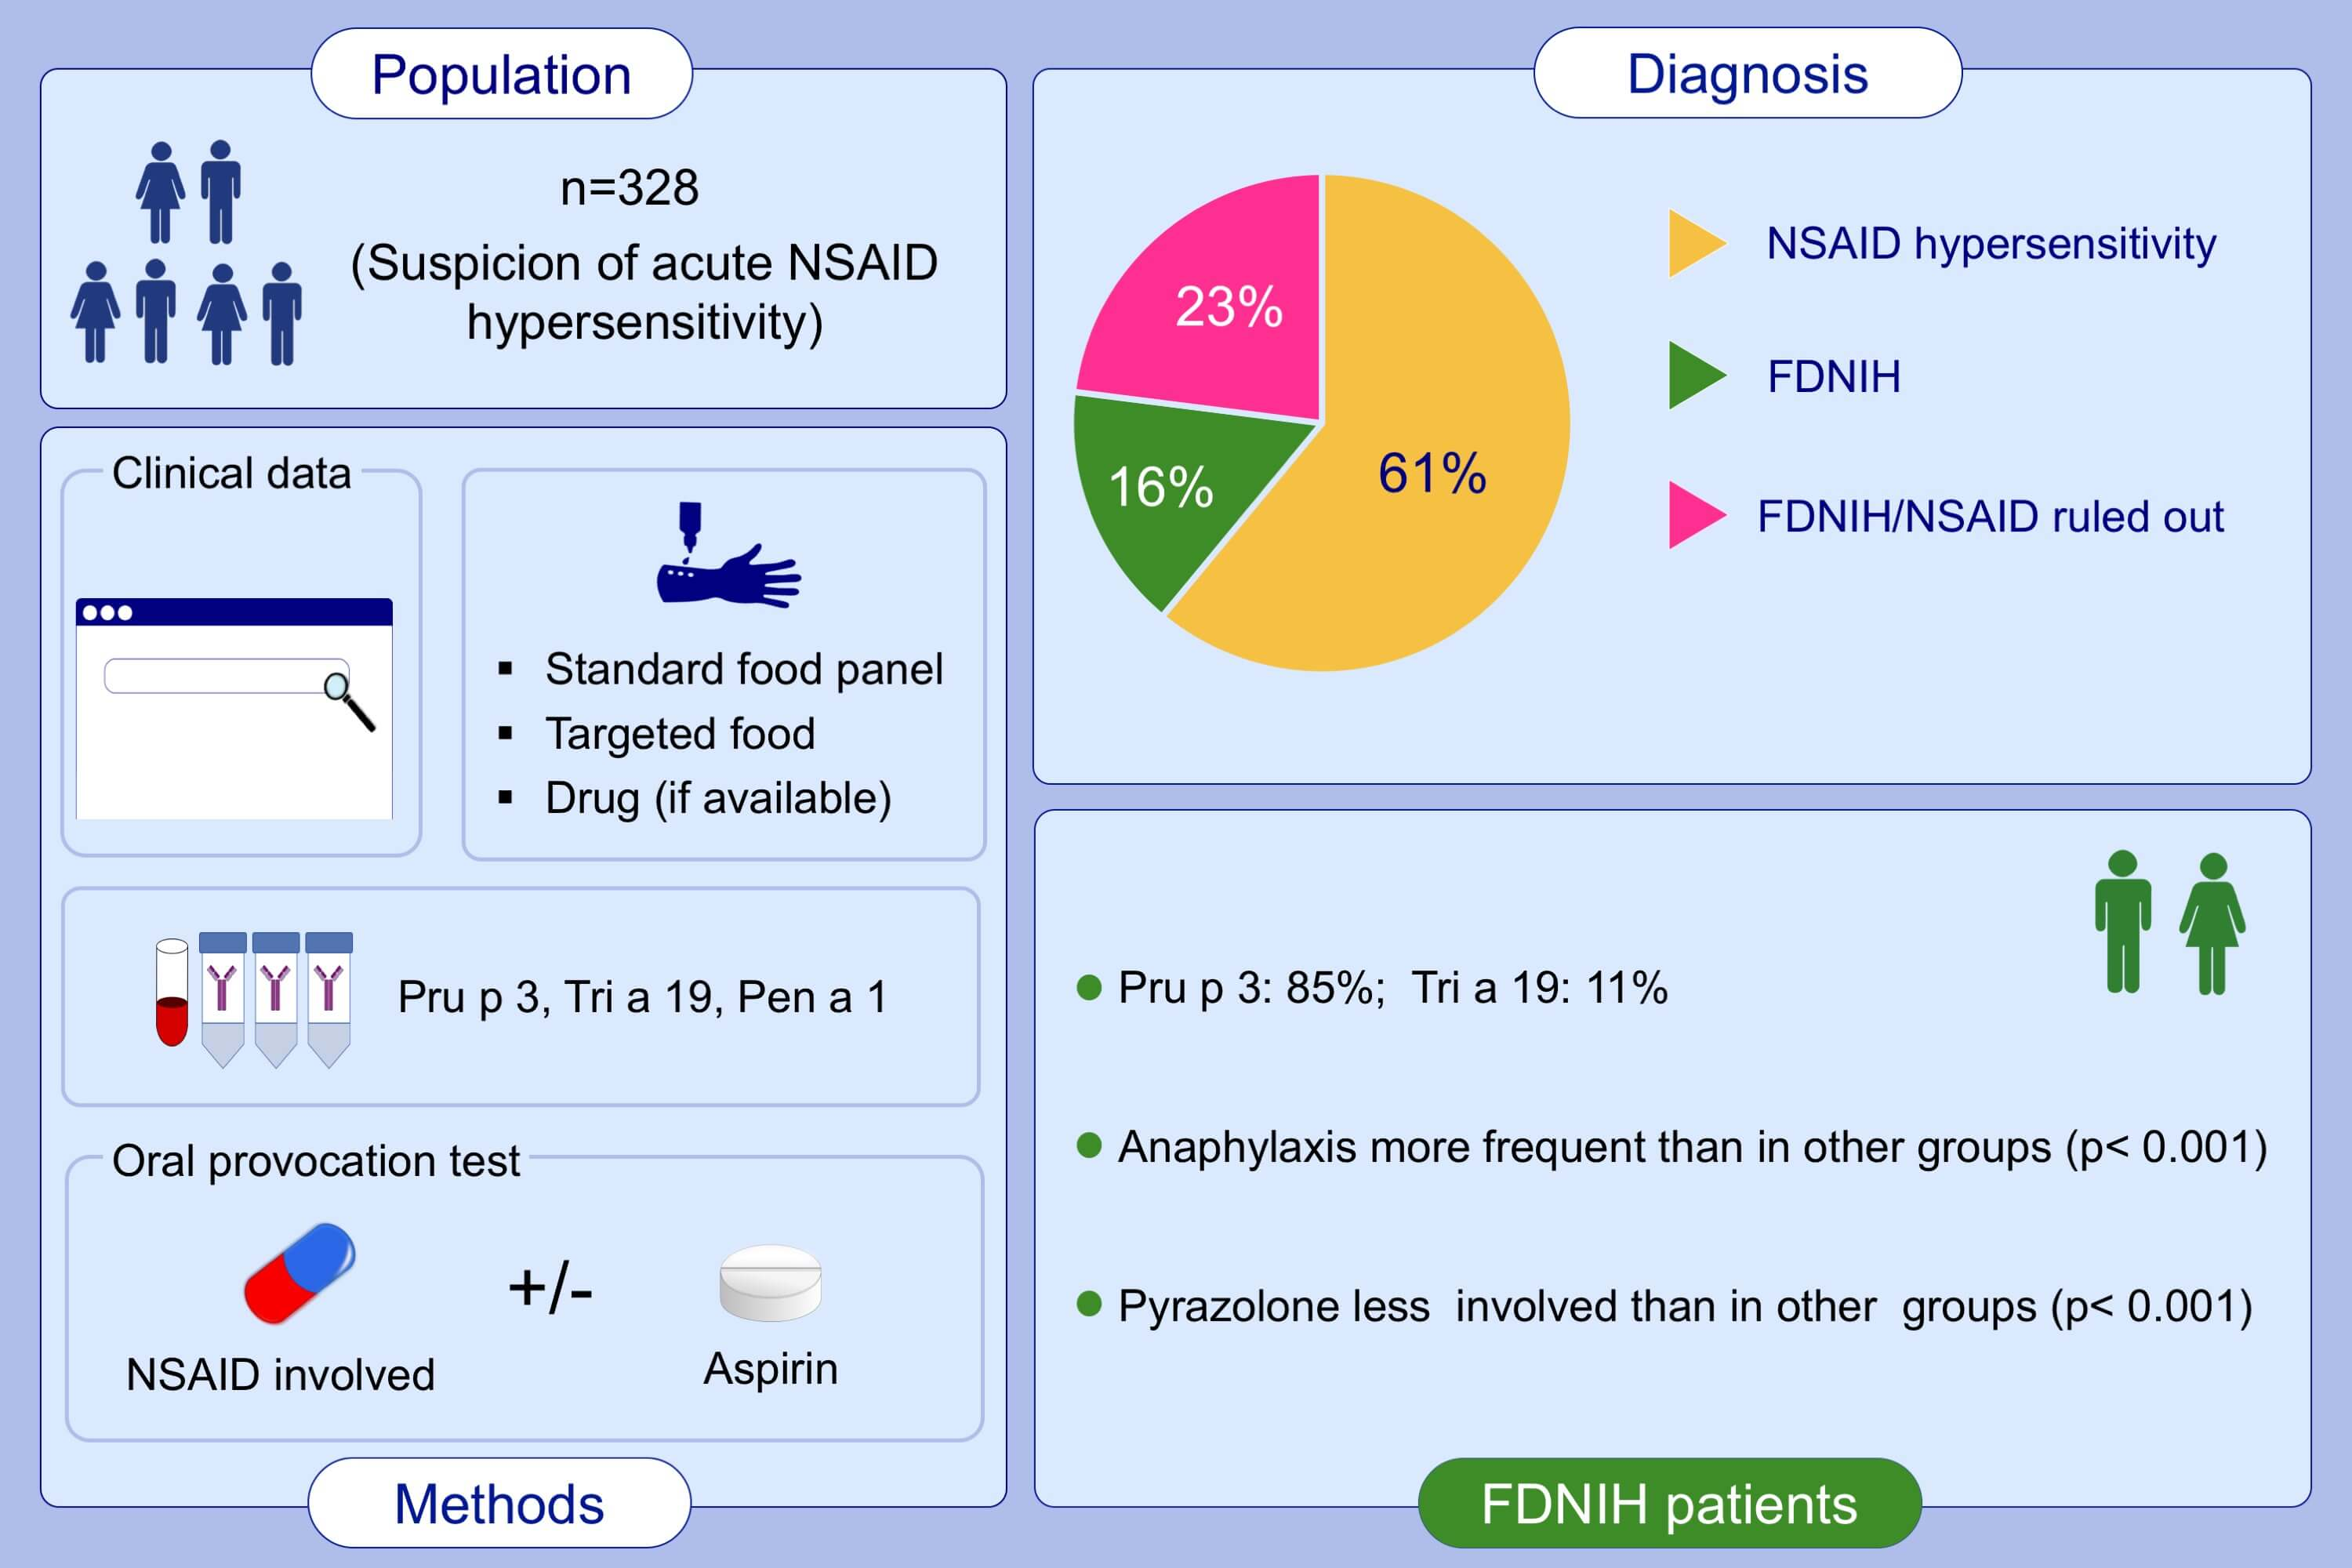 Population
n=328
(Suspicion of acute NSAID
hypersensitivity)
Clinical data
▪ Standard food panel
▪ Targeted food
▪ Drug (if available)
Pru p 3, Tri a 19, Pen a 1
Oral provocation test
+/-
NSAID involved
Aspirin
Methods
Diagnosis
23%
16%
61%
NSAID hypersensitivity
FDNIH
FDNIH/NSAID ruled out
● Pru p 3: 85%; Tri a 19: 11%
● Anaphylaxis more frequent than in other groups (p< 0.001)
● Pyrazolone less involved than in other groups (p< 0.001)
FDNIH patients